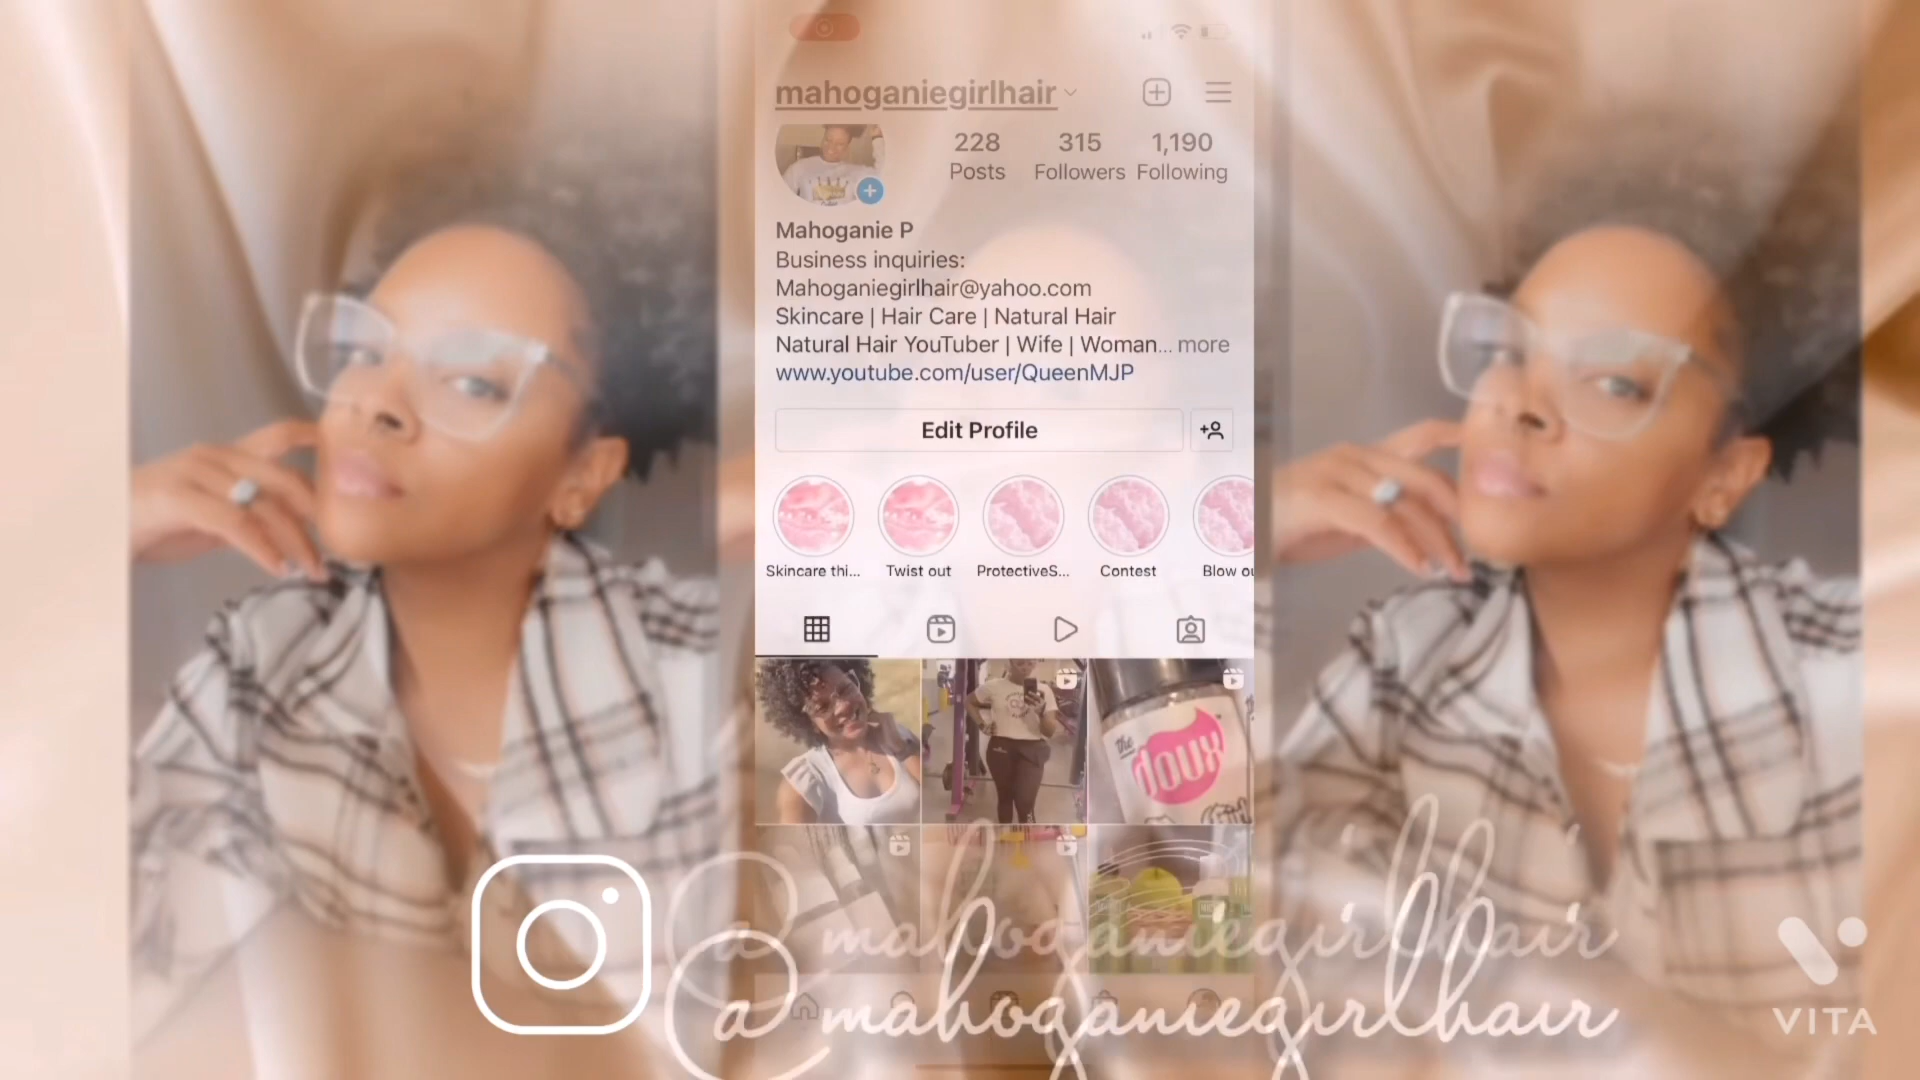 mahoganiegirlhair
228 315 1,190
Posts Followers Following
Mahoganie P
Business inquiries:
Mahoganiegirlhair@yahoo.com
Skincare | Hair Care | Natural Hair
Natural Hair YouTuber | Wife | Woman... more
www.youtube.com/user/QueenMJP
Edit Profile
Skincare thi... Twist out ProtectiveS... Contest Blow ou
the
doux
@mahoganiegirlhair
@mahoganiegirlhair
VITA